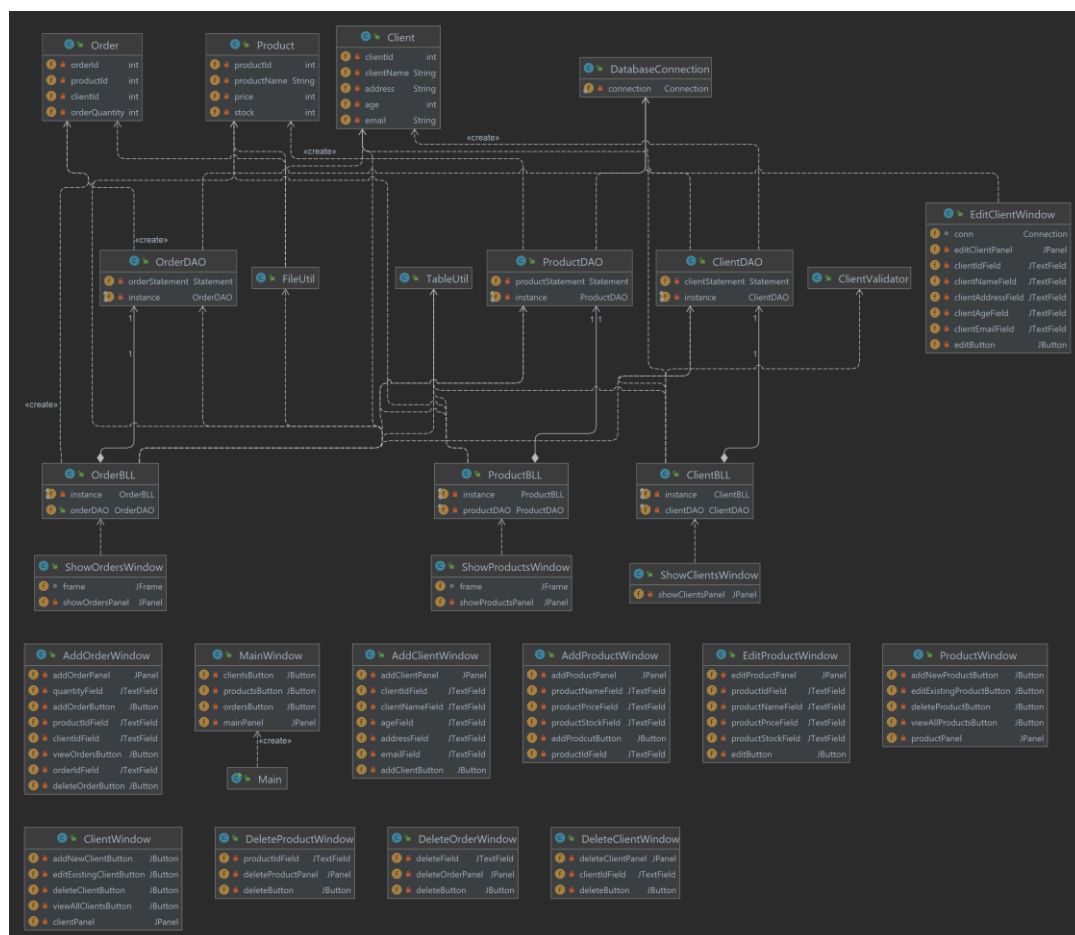 Order
orderId int
productId int
clientId int
orderQuantity int
Product
productId int
productName String
price int
stock int
Client
clientId int
clientName String
address String
age int
email String
DatabaseConnection
connection Connection
«create»
«create»
«create»
«create»
EditClientWindow
conn Connection
editClientPanel JPanel
clientIdField JTextField
clientNameField JTextField
clientAddressField JTextField
clientAgeField JTextField
clientEmailField JTextField
editButton JButton
OrderDAO
orderStatement Statement
instance OrderDAO
FileUtil
TableUtil
ProductDAO
productStatement Statement
instance ProductDAO
ClientDAO
clientStatement Statement
instance ClientDAO
ClientValidator
1
1 1
1
1
1
OrderBLL
instance OrderBLL
orderDAO OrderDAO
ProductBLL
instance ProductBLL
productDAO ProductDAO
ClientBLL
instance ClientBLL
clientDAO ClientDAO
ShowOrdersWindow
frame JFrame
showOrdersPanel JPanel
ShowProductsWindow
frame JFrame
showProductsPanel JPanel
ShowClientsWindow
showClientsPanel JPanel
AddOrderWindow
addOrderPanel JPanel
quantityField JTextField
addOrderButton JButton
productIdField JTextField
clientIdField JTextField
viewOrdersButton JButton
orderIdField JTextField
deleteOrderButton JButton
MainWindow
clientsButton JButton
productsButton JButton
ordersButton JButton
mainPanel JPanel
«create»
Main
AddClientWindow
addClientPanel JPanel
clientIdField JTextField
clientNameField JTextField
ageField JTextField
addressField JTextField
emailField JTextField
addClientButton JButton
AddProductWindow
addProductPanel JPanel
productNameField JTextField
productPriceField JTextField
productStockField JTextField
addProdcutButton JButton
productIdField JTextField
EditProductWindow
editProductPanel JPanel
productIdField JTextField
productNameField JTextField
productPriceField JTextField
productStockField JTextField
editButton JButton
ProductWindow
addNewProductButton JButton
editExistingProductButton JButton
deleteProductButton JButton
viewAllProductsButton JButton
productPanel JPanel
ClientWindow
addNewClientButton JButton
editExistingClientButton JButton
deleteClientButton JButton
viewAllClientsButton JButton
clientPanel JPanel
DeleteProductWindow
productIdField JTextField
deleteProductPanel JPanel
deleteButton JButton
DeleteOrderWindow
deleteField JTextField
deleteOrderPanel JPanel
deleteButton JButton
DeleteClientWindow
deleteClientPanel JPanel
clientIdField JTextField
deleteButton JButton